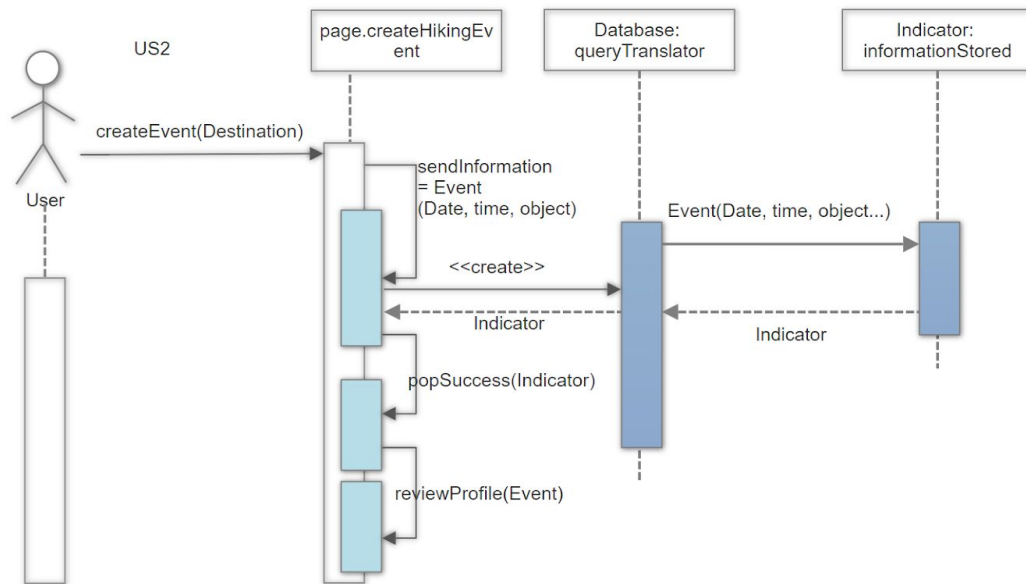 US2
page.createHikingEv
ent
Database:
queryTranslator
Indicator:
informationStored
createEvent(Destination)
User
sendInformation
= Event
(Date, time, object)
Event(Date, time, object...)
<<create>>
Indicator
Indicator
popSuccess(Indicator)
reviewProfile(Event)